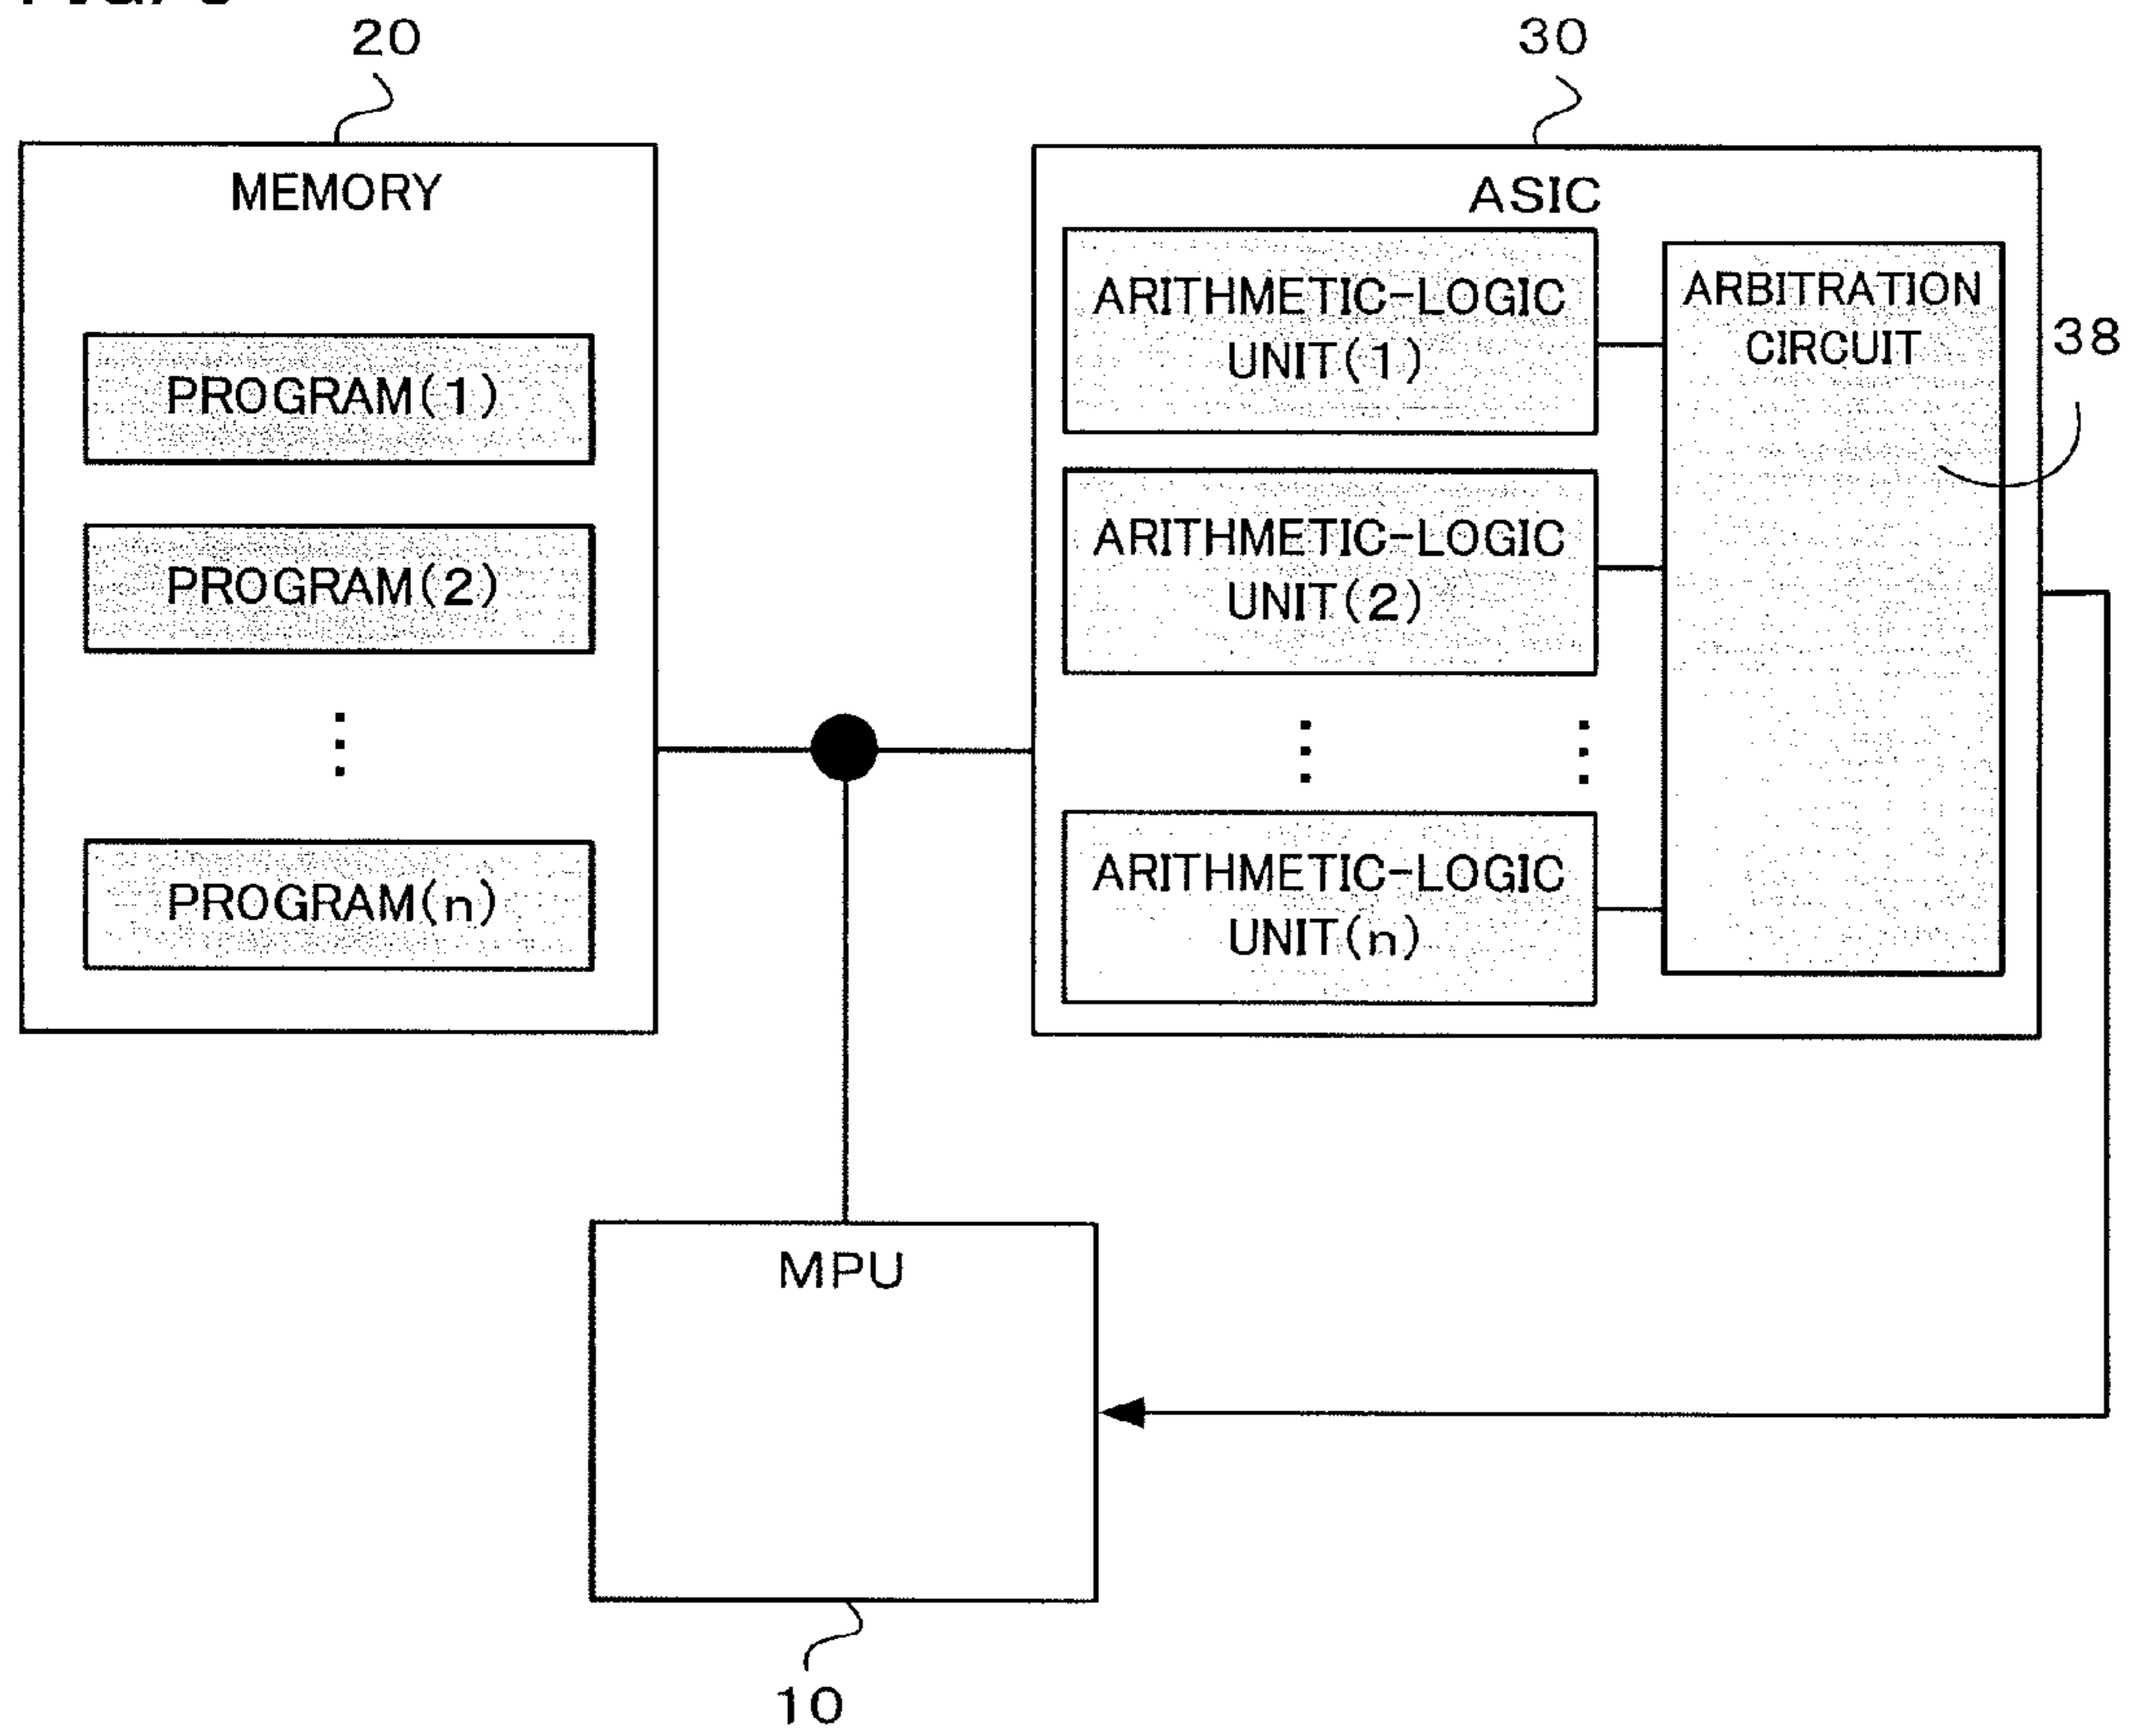 20
30
MEMORY
PROGRAM(1)
PROGRAM(2)
⋮
PROGRAM(n)
ASIC
ARITHMETIC-LOGIC
UNIT(1)
ARITHMETIC-LOGIC
UNIT(2)
⋮ ⋮
ARITHMETIC-LOGIC
UNIT(n)
ARBITRATION
CIRCUIT
38
MPU
10